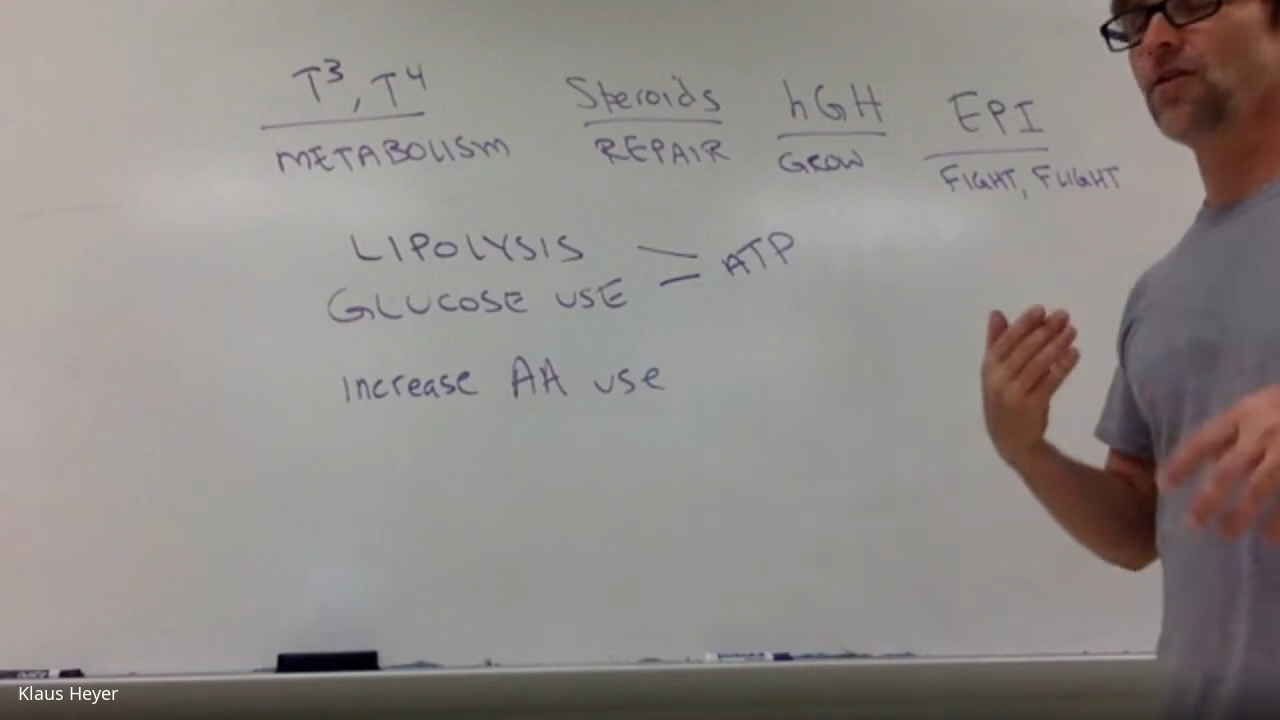 T³, T⁴ Steroids hGH EPI
METABOLISM REPAIR GROW FIGHT, FLIGHT
LIPOLYSIS
GLUCOSE USE
ATP
increase AA use
Klaus Heyer